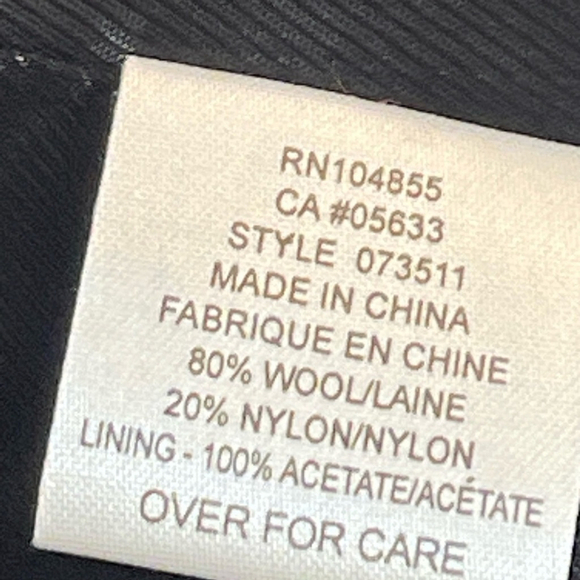 RN104855
CA #05633
STYLE 073511
MADE IN CHINA
FABRIQUE EN CHINE
80% WOOL/LAINE
20% NYLON/NYLON
LINING - 100% ACETATE/ACÉTATE
OVER FOR CARE